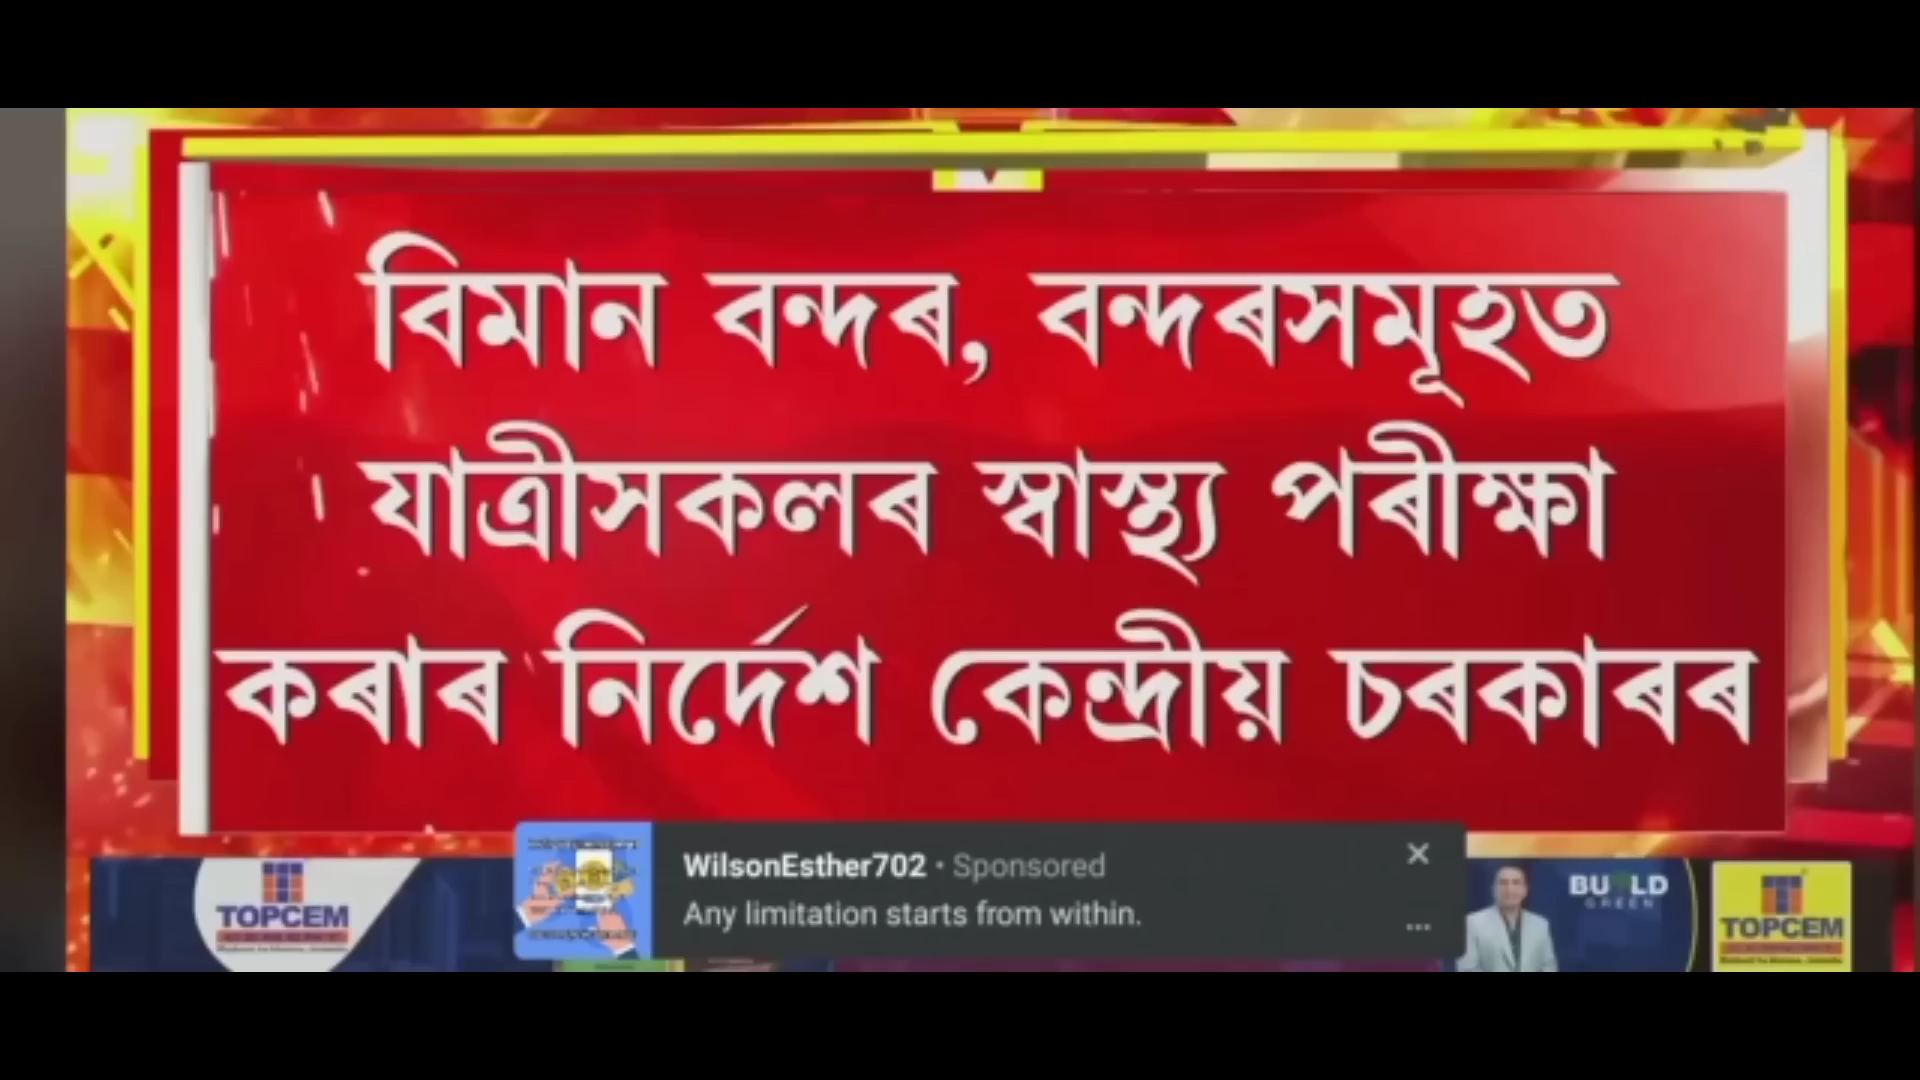 বিমান বন্দৰ, বন্দৰসমূহত
যাত্ৰীসকলৰ স্বাস্থ্য পৰীক্ষা
কৰাৰ নিৰ্দেশ কেন্দ্ৰীয় চৰকাৰৰ
WilsonEsther702 • Sponsored
Any limitation starts from within.
TOPCEM
BUILD
GREEN
TOPCEM